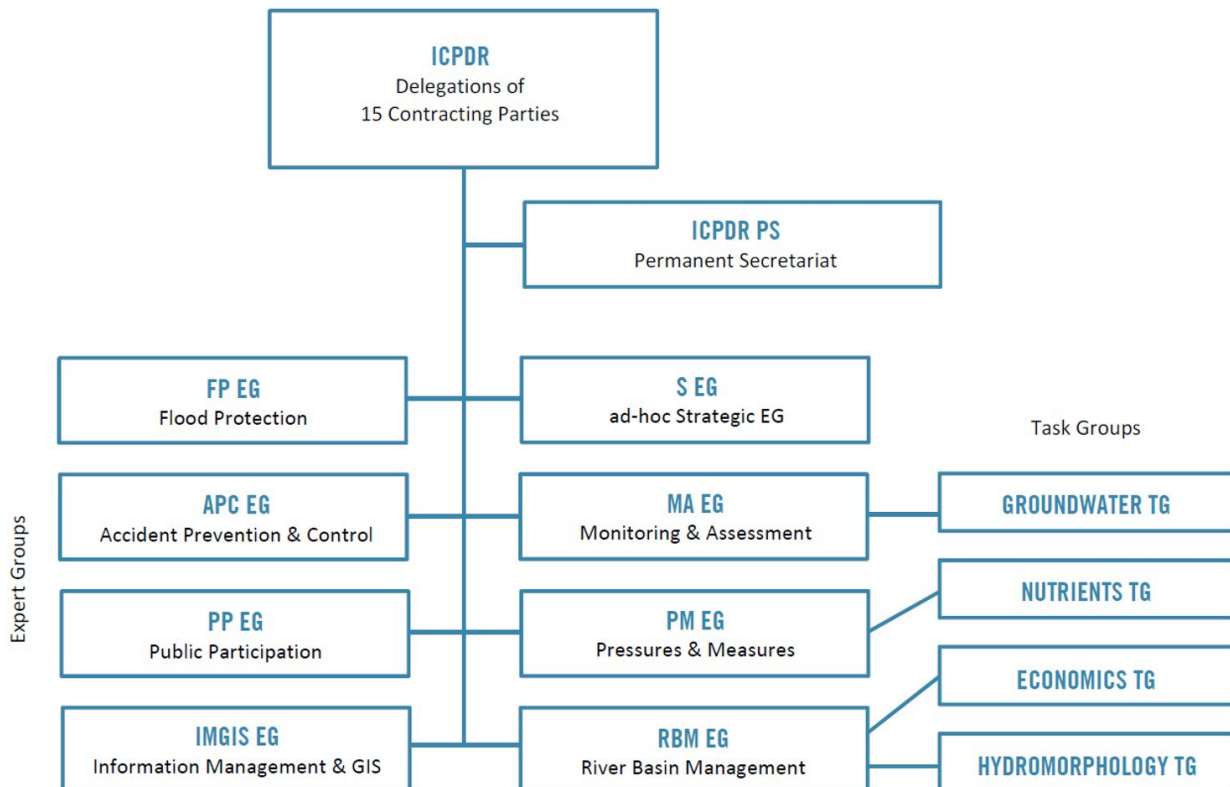 ICPDR
Delegations of
15 Contracting Parties
ICPDR PS
Permanent Secretariat
Expert Groups
FP EG
Flood Protection
S EG
ad-hoc Strategic EG
Task Groups
APC EG
Accident Prevention & Control
MA EG
Monitoring & Assessment
GROUNDWATER TG
PP EG
Public Participation
PM EG
Pressures & Measures
NUTRIENTS TG
ECONOMICS TG
IMGIS EG
Information Management & GIS
RBM EG
River Basin Management
HYDROMORPHOLOGY TG